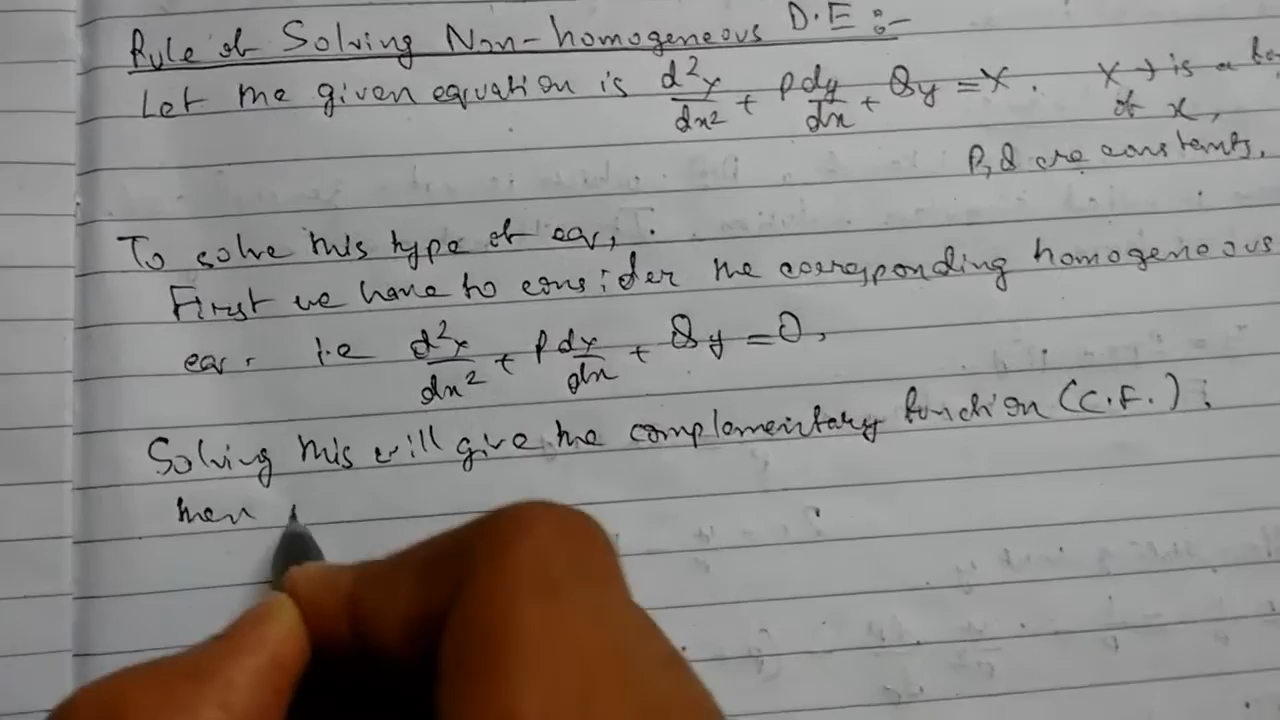 Rule of Solving Non-homogeneous D.E :-
Let the given equation is d²y/dx² + P dy/dx + Qy = X. X → is a
of x,
P, Q are constants.
To solve this type of eqn,.
First we have to consider the corresponding homogeneous
eqn. i.e d²y/dx² + P dy/dx + Qy = 0,
Solving this will give the complementary function (C.F.).
then